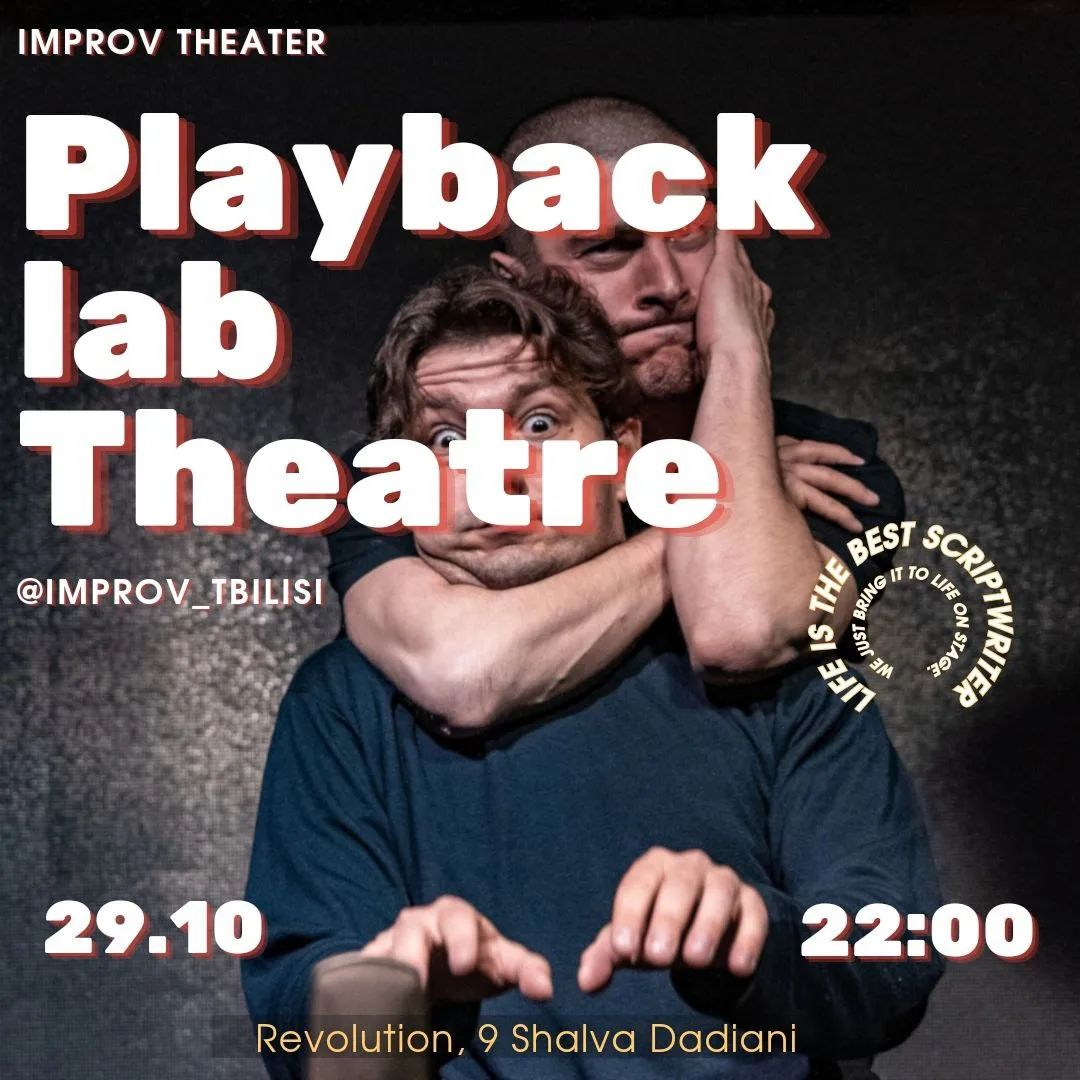 IMPROV THEATER
Playback
lab
Theatre
@IMPROV_TBILISI
LIFE IS THE BEST SCRIPTWRITER
WE JUST BRING IT TO LIFE ON STAGE.
29.10
22:00
Revolution, 9 Shalva Dadiani